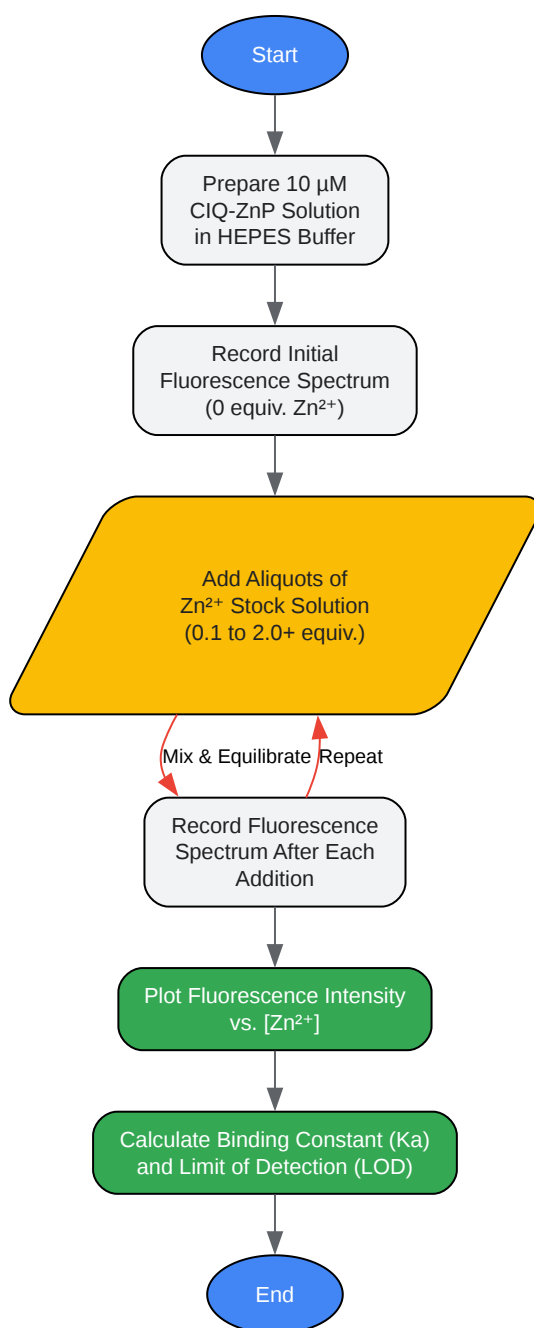 Start
Prepare 10 µM
CIQ-ZnP Solution
in HEPES Buffer
Record Initial
Fluorescence Spectrum
(0 equiv. Zn²⁺)
Add Aliquots of
Zn²⁺ Stock Solution
(0.1 to 2.0+ equiv.)
Mix & Equilibrate
Repeat
Record Fluorescence
Spectrum After Each
Addition
Plot Fluorescence Intensity
vs. [Zn²⁺]
Calculate Binding Constant (Ka)
and Limit of Detection (LOD)
End